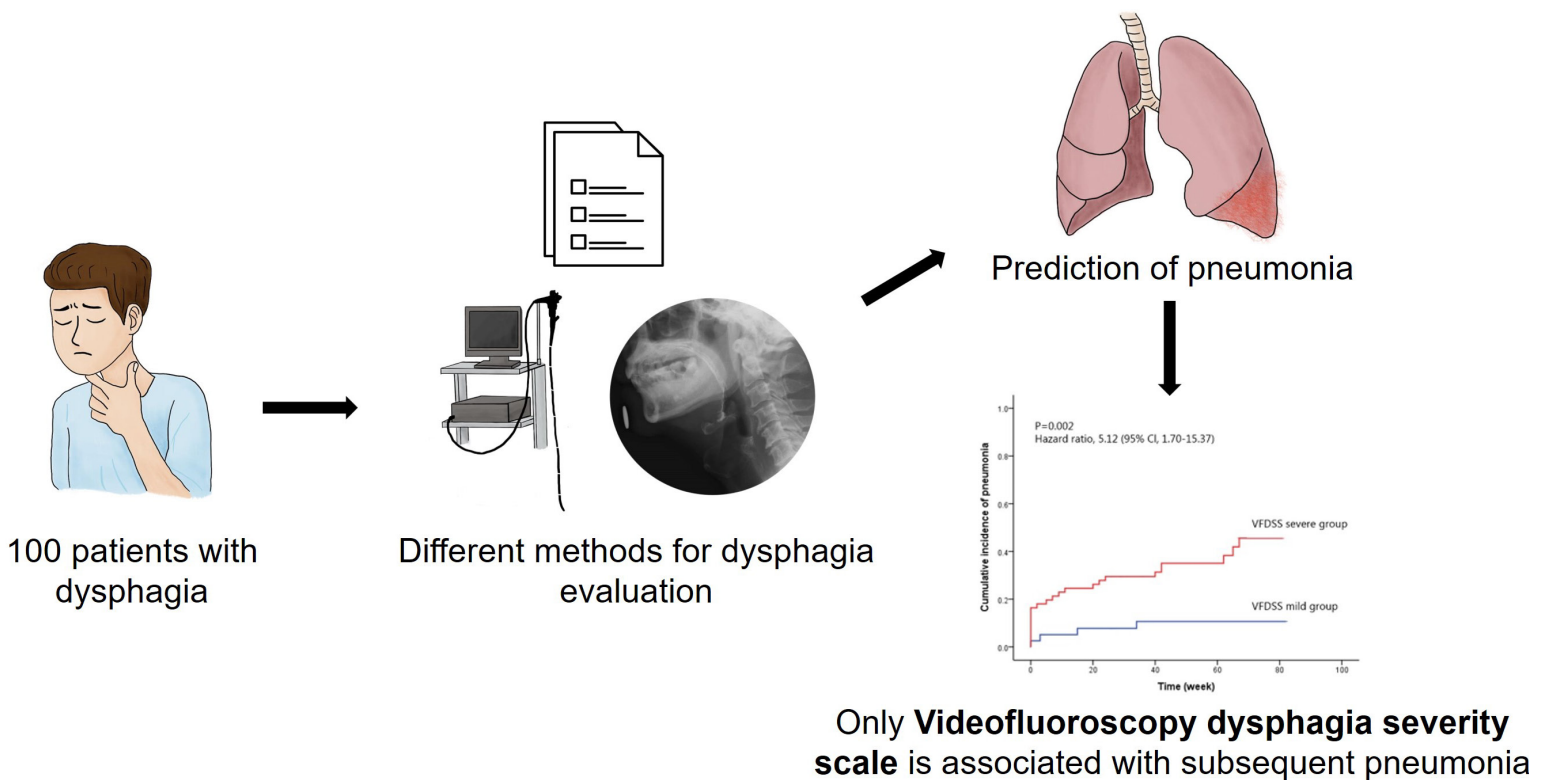 100 patients with
dysphagia
Different methods for dysphagia
evaluation
Prediction of pneumonia
P=0.002
Hazard ratio, 5.12 (95% CI, 1.70-15.37)
Cumulative incidence of pneumonia
1.0
0.8
0.6
0.4
0.2
0.0
VFDSS severe group
VFDSS mild group
0 20 40 60 80 100
Time (week)
Only Videofluoroscopy dysphagia severity
scale is associated with subsequent pneumonia